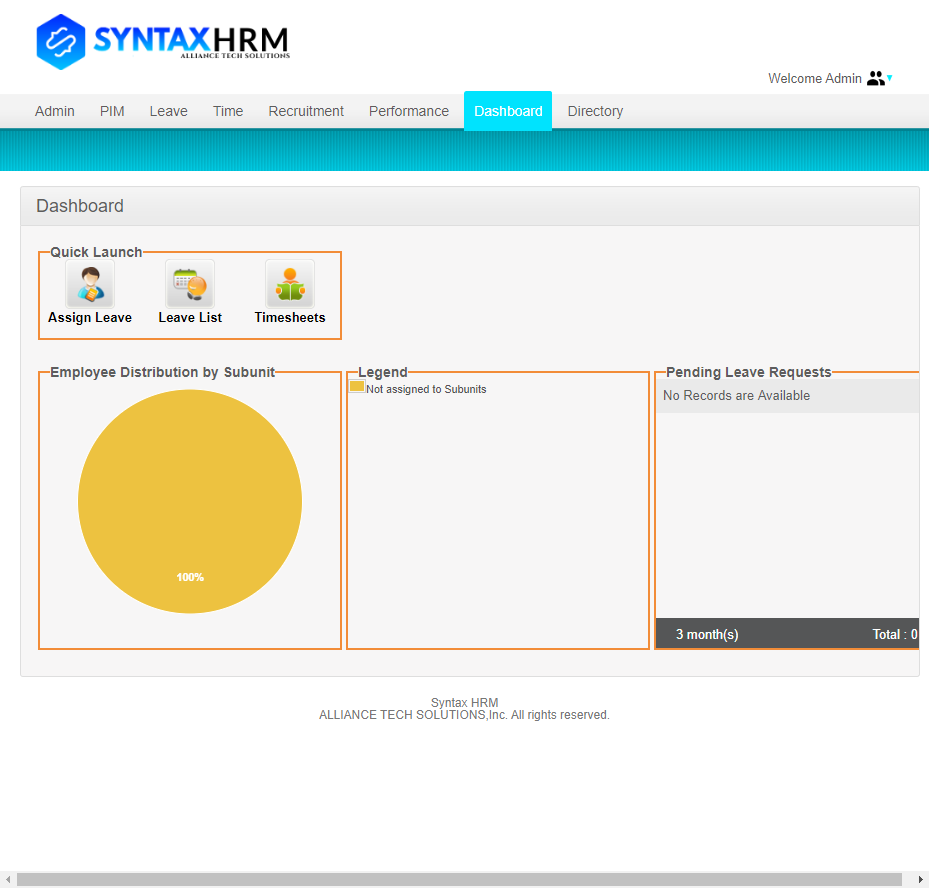 SYNTAXHRM
ALLIANCE TECH SOLUTIONS
Welcome Admin
Admin PIM Leave Time Recruitment Performance Dashboard Directory
Dashboard
Quick Launch
Assign Leave Leave List Timesheets
Employee Distribution by Subunit
100%
Legend
Not assigned to Subunits
Pending Leave Requests
No Records are Available
3 month(s) Total : 0
Syntax HRM
ALLIANCE TECH SOLUTIONS,Inc. All rights reserved.